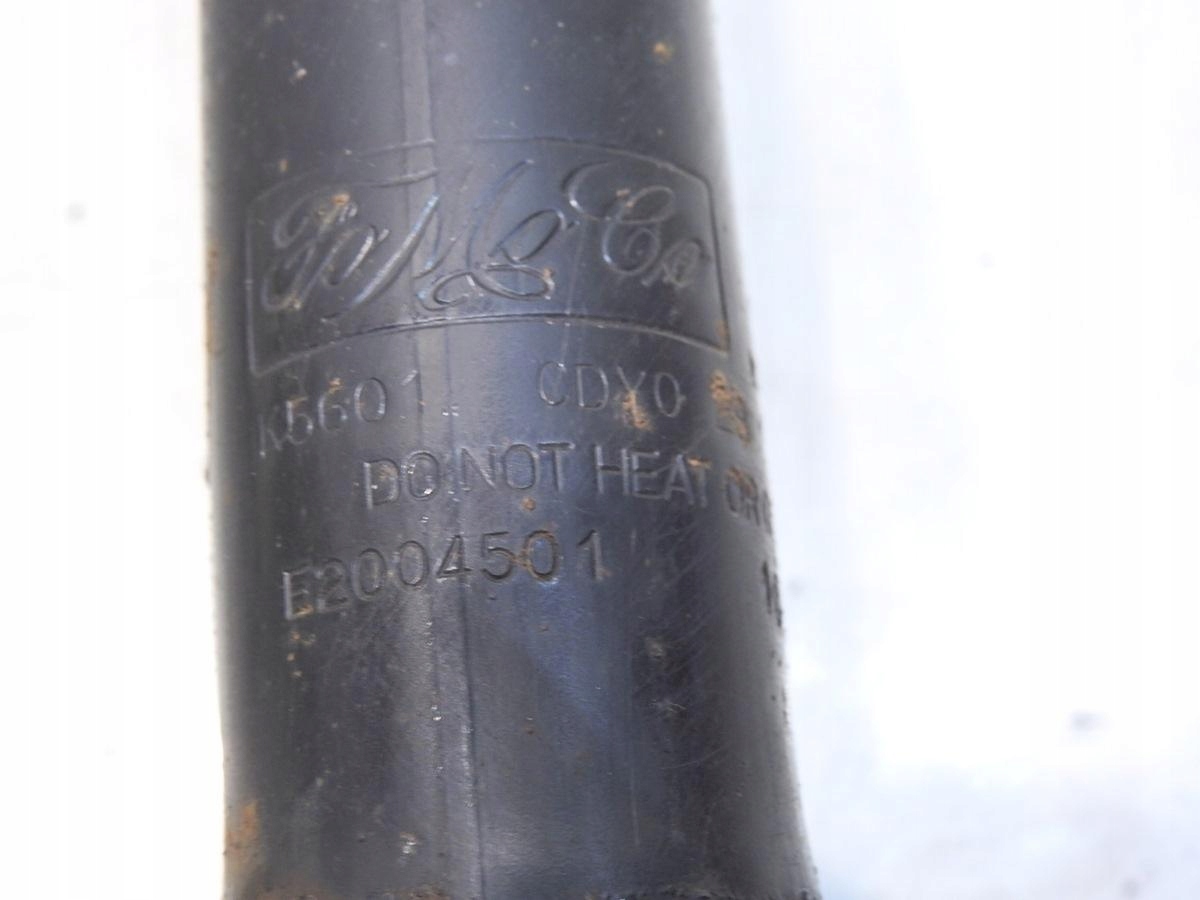 FoMoCo
K5601 CDY0
DO NOT HEAT OR
E2004501